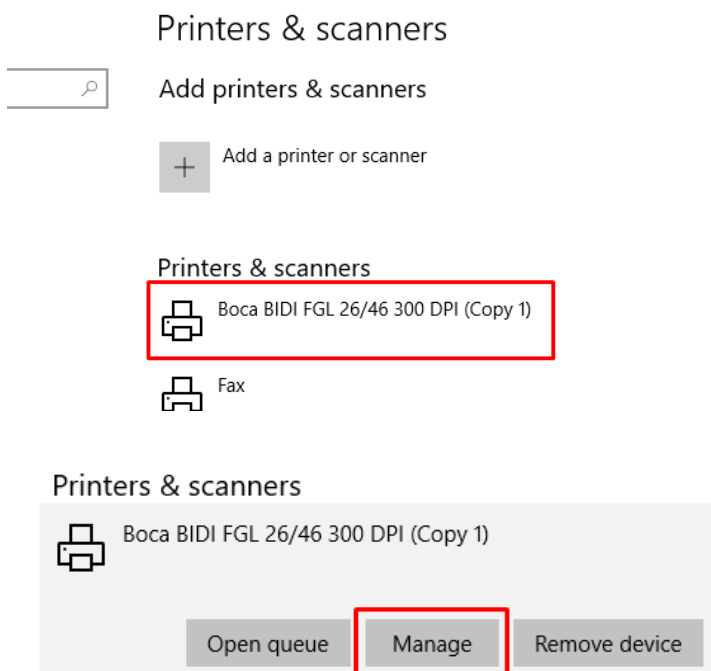 Printers & scanners
Add printers & scanners
Add a printer or scanner
Printers & scanners
Boca BIDI FGL 26/46 300 DPI (Copy 1)
Fax
Printers & scanners
Boca BIDI FGL 26/46 300 DPI (Copy 1)
Open queue Manage Remove device